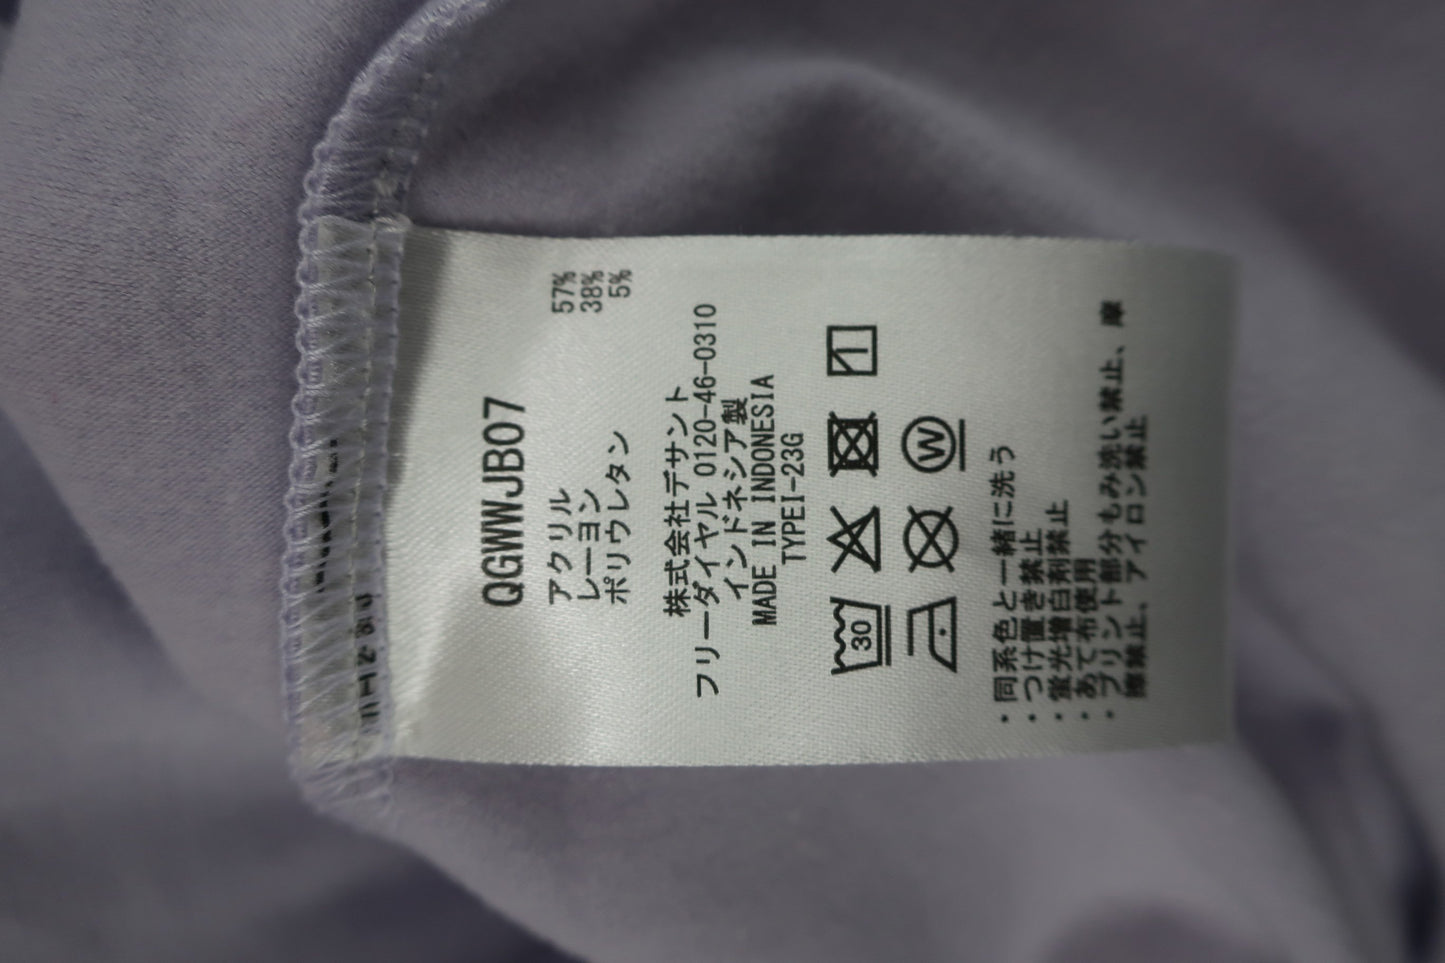 QGWWJB07
アクリル 57%
レーヨン 38%
ポリウレタン 5%
株式会社デサント
フリーダイヤル 0120-46-0310
インドネシア製
MADE IN INDONESIA
TYPEI-23G
30
W
・同系色と一緒に洗う
・つけ置き禁止
・蛍光増白剤禁止
・あて布使用
・プリント部分もみ洗い禁止、摩
擦禁止、アイロン禁止